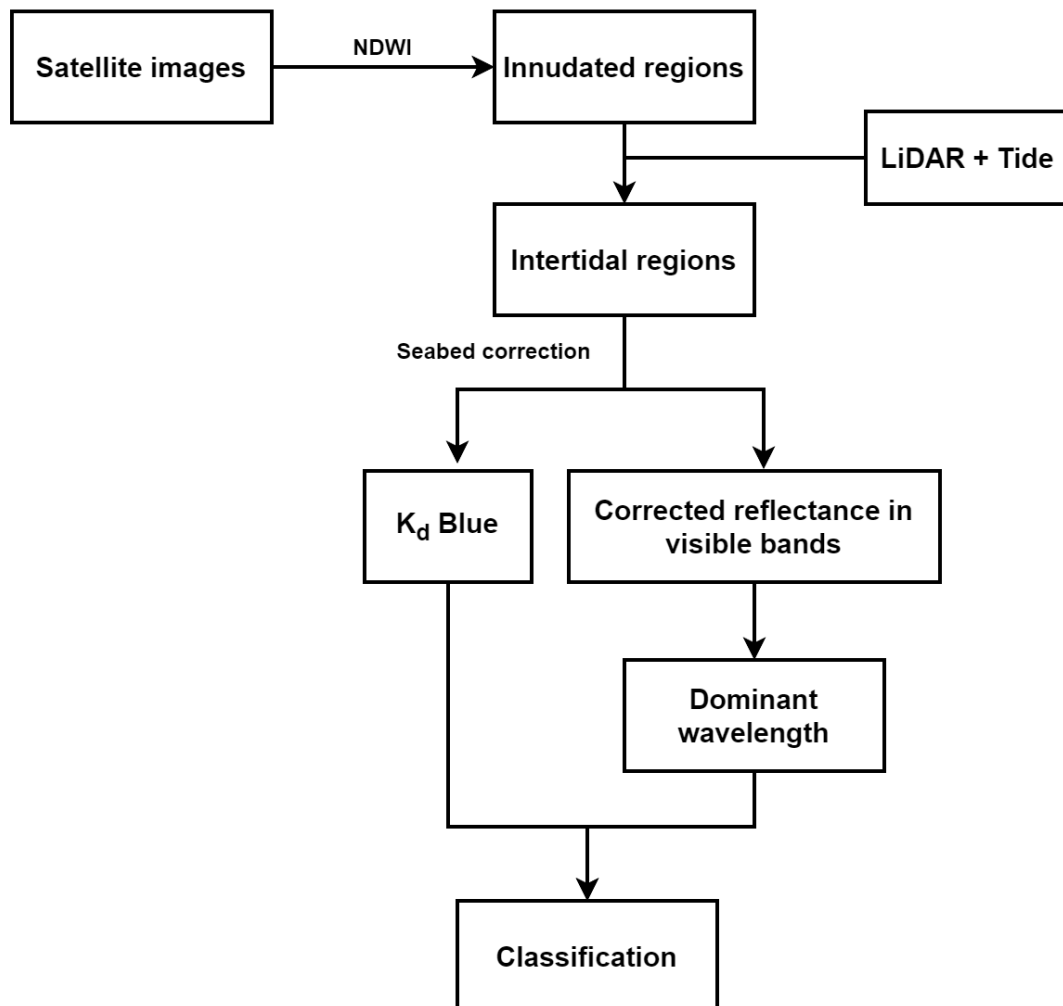 NDWI
Satellite images
Innudated regions
LiDAR + Tide
Intertidal regions
Seabed correction
Kd Blue
Corrected reflectance in
visible bands
Dominant
wavelength
Classification